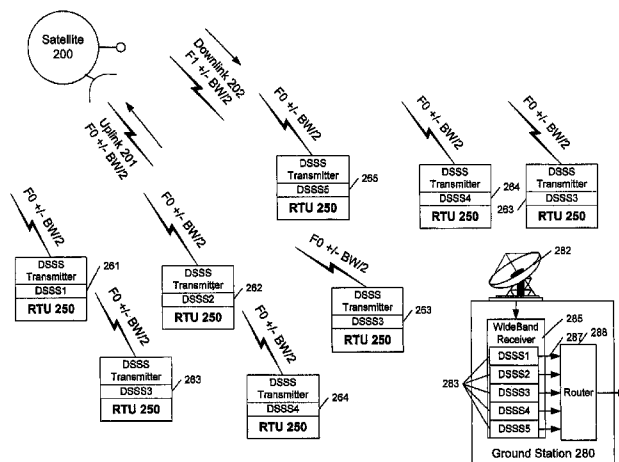 Satellite
200
Downlink 202
F1 +/- BW/2
Uplink 201
F0 +/- BW/2
F0 +/- BW/2
DSSS
Transmitter
DSSS5
RTU 250
265
F0 +/- BW/2
DSSS
Transmitter
DSSS4
RTU 250
264
F0 +/- BW/2
DSSS
Transmitter
DSSS3
RTU 250
263
F0 +/- BW/2
DSSS
Transmitter
DSSS1
RTU 250
261
F0 +/- BW/2
DSSS
Transmitter
DSSS2
RTU 250
262
F0 +/- BW/2
DSSS
Transmitter
DSSS3
RTU 250
263
F0 +/- BW/2
DSSS
Transmitter
DSSS3
RTU 250
263
F0 +/- BW/2
DSSS
Transmitter
DSSS4
RTU 250
264
282
WideBand
Receiver
285
287
288
283
DSSS1
DSSS2
DSSS3
DSSS4
DSSS5
Router
Ground Station 280